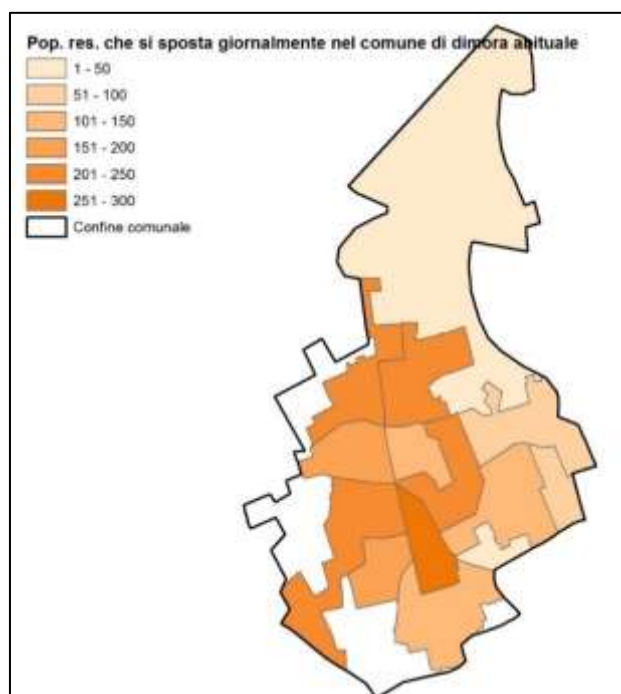 Pop. res. che si sposta giornalmente nel comune di dimora abituale
1 - 50
51 - 100
101 - 150
151 - 200
201 - 250
251 - 300
Confine comunale